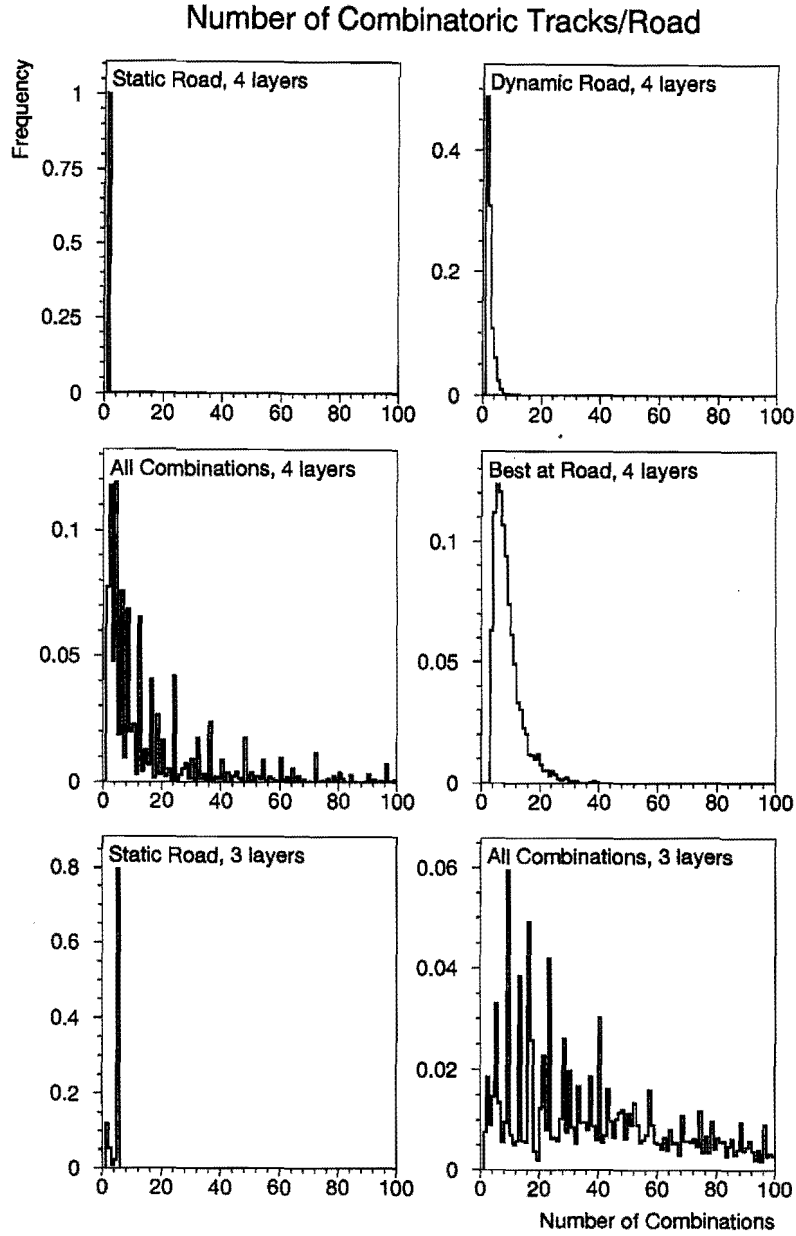 Number of Combinatoric Tracks/Road
Frequency
Static Road, 4 layers
1
0.75
0.5
0.25
0
0 20 40 60 80 100
Dynamic Road, 4 layers
0.4
0.2
0
0 20 40 60 80 100
All Combinations, 4 layers
0.1
0.05
0
0 20 40 60 80 100
Best at Road, 4 layers
0.1
0.05
0
0 20 40 60 80 100
Static Road, 3 layers
0.8
0.6
0.4
0.2
0
0 20 40 60 80 100
All Combinations, 3 layers
0.06
0.04
0.02
0
0 20 40 60 80 100
Number of Combinations